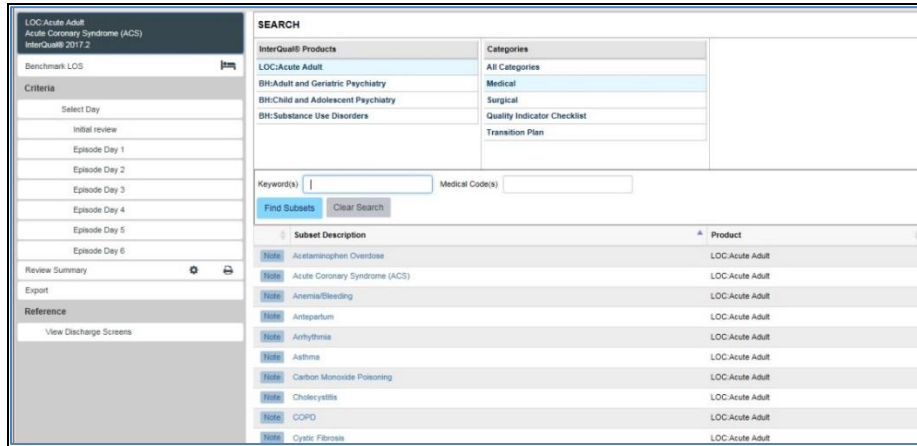 LOC:Acute Adult
Acute Coronary Syndrome (ACS)
InterQual® 2017.2
Benchmark LOS
Criteria
Select Day
Initial review
Episode Day 1
Episode Day 2
Episode Day 3
Episode Day 4
Episode Day 5
Episode Day 6
Review Summary
Export
Reference
View Discharge Screens
SEARCH
InterQual® Products
LOC:Acute Adult
BH:Adult and Geriatric Psychiatry
BH:Child and Adolescent Psychiatry
BH:Substance Use Disorders
Categories
All Categories
Medical
Surgical
Quality Indicator Checklist
Transition Plan
Keyword(s) Medical Code(s)
Find Subsets Clear Search
Subset Description Product
Note Acetaminophen Overdose LOC:Acute Adult
Note Acute Coronary Syndrome (ACS) LOC:Acute Adult
Note Anemia/Bleeding LOC:Acute Adult
Note Antepartum LOC:Acute Adult
Note Arrhythmia LOC:Acute Adult
Note Asthma LOC:Acute Adult
Note Carbon Monoxide Poisoning LOC:Acute Adult
Note Cholecystitis LOC:Acute Adult
Note COPD LOC:Acute Adult
Note Cystic Fibrosis LOC:Acute Adult